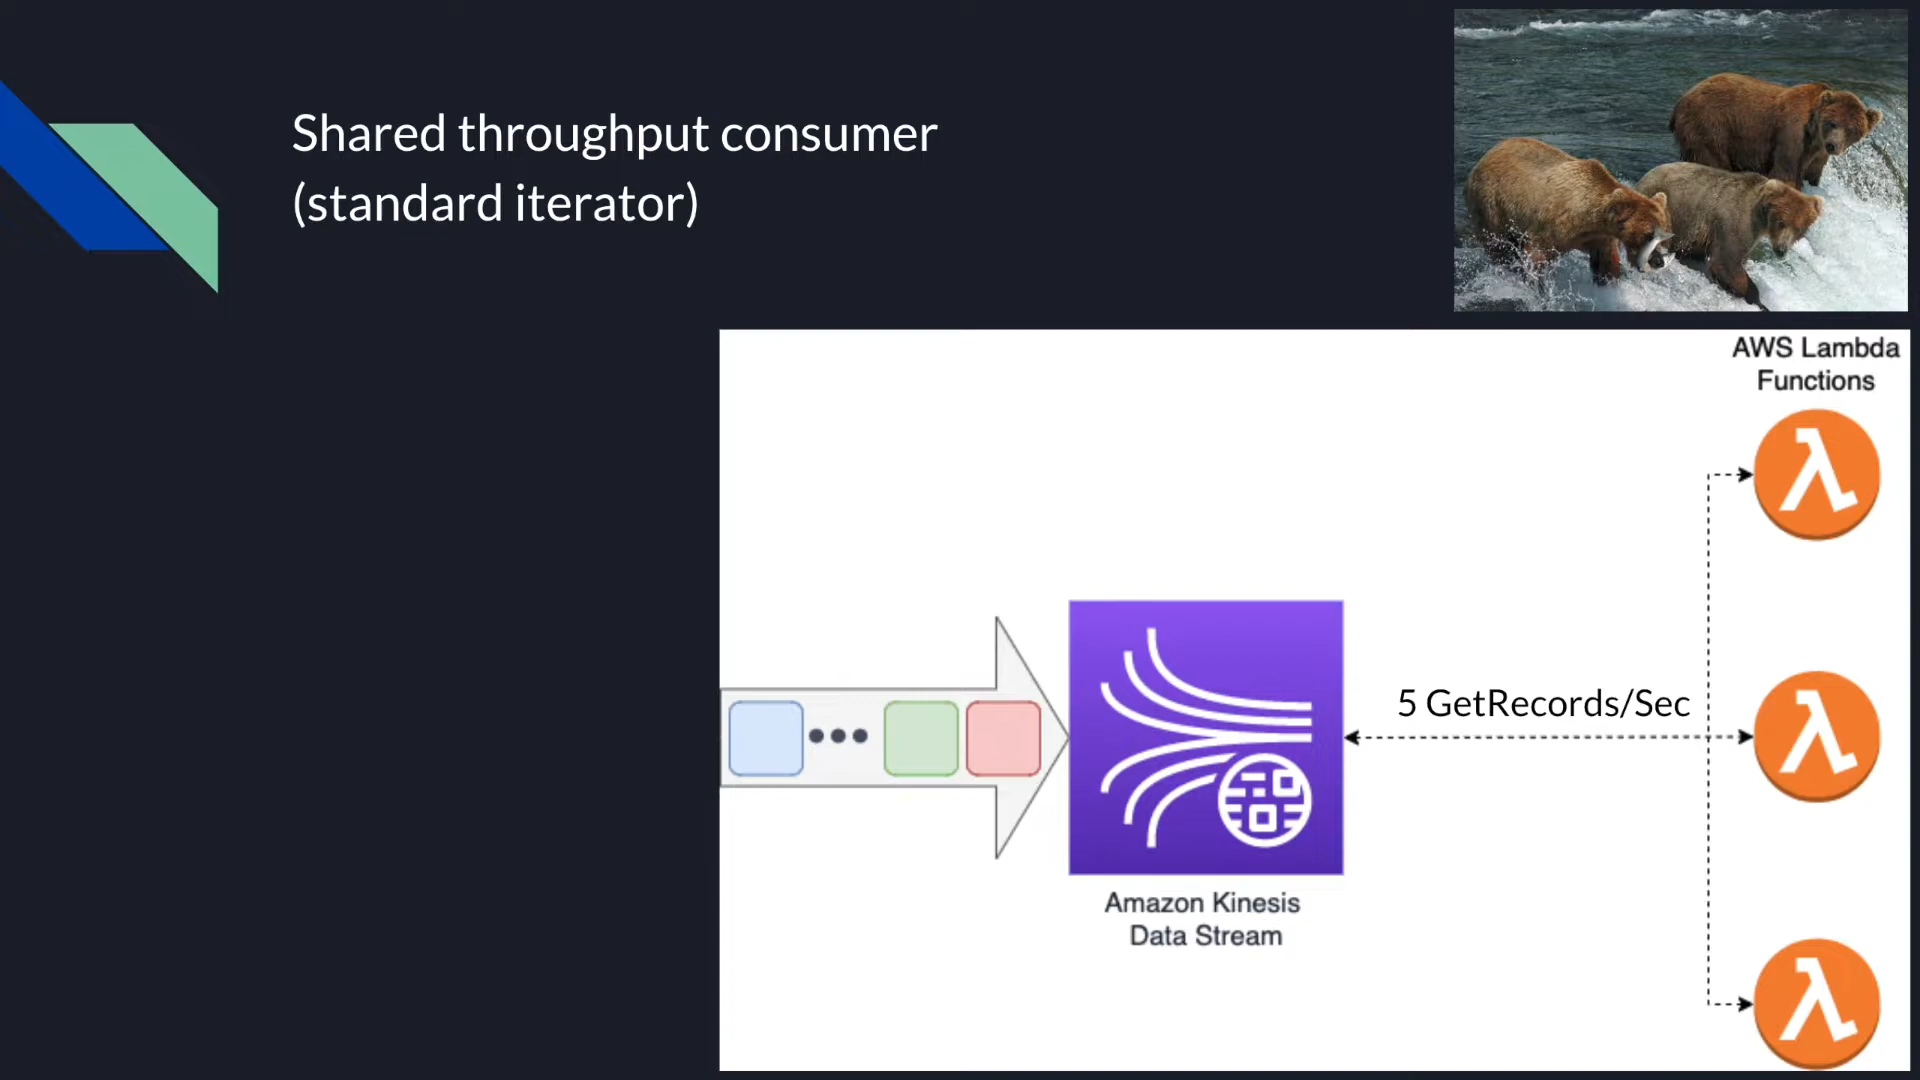 Shared throughput consumer
(standard iterator)
AWS Lambda
Functions
5 GetRecords/Sec
Amazon Kinesis
Data Stream